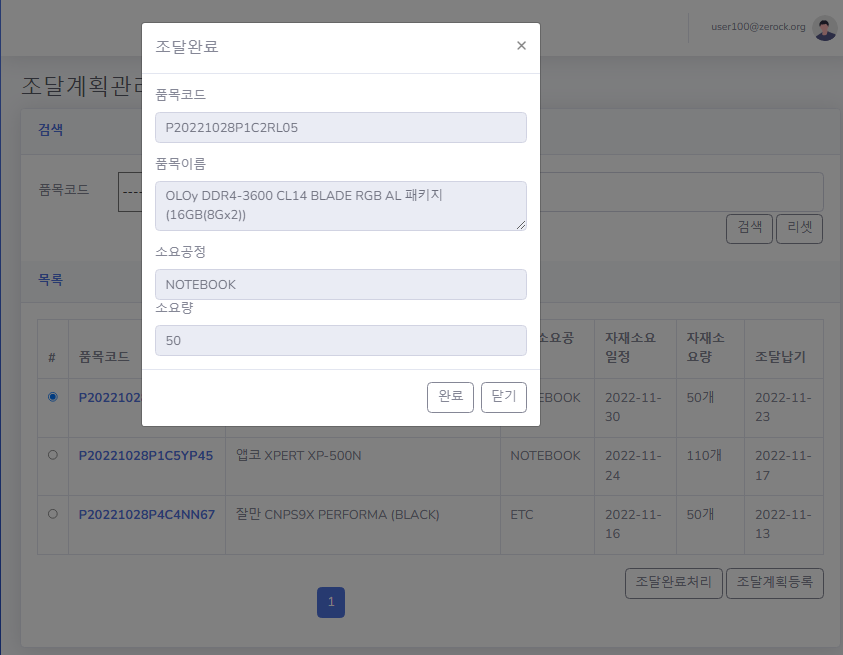 user100@zerock.org
조달완료
×
품목코드
P20221028P1C2RL05
품목이름
OLOy DDR4-3600 CL14 BLADE RGB AL 패키지
(16GB(8Gx2))
소요공정
NOTEBOOK
소요량
50
완료 닫기
조달계획관리
검색
품목코드 ----
검색 리셋
목록
# 품목코드 소요공 자재소요
일정 자재소
요량 조달납기
P202210 EBOOK 2022-11-
30 50개 2022-11-
23
P20221028P1C5YP45 앱코 XPERT XP-500N NOTEBOOK 2022-11-
24 110개 2022-11-
17
P20221028P4C4NN67 잘만 CNPS9X PERFORMA (BLACK) ETC 2022-11-
16 50개 2022-11-
13
조달완료처리 조달계획등록
1